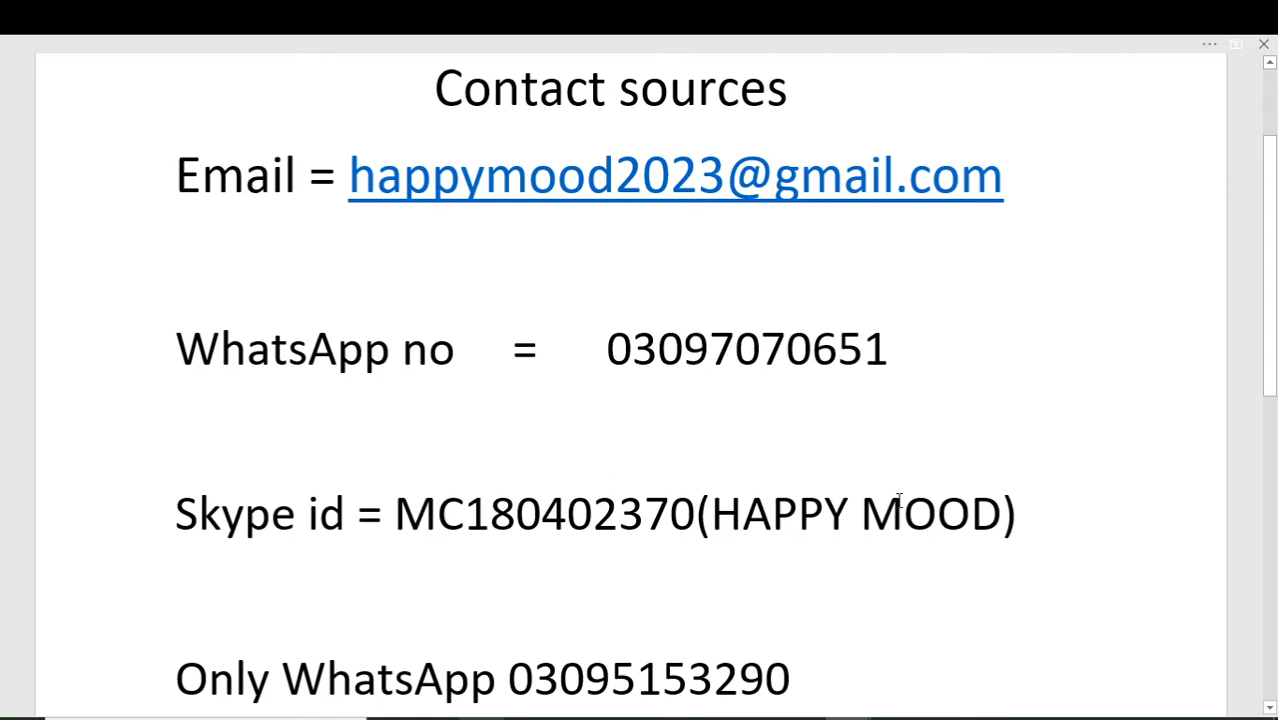 Contact sources
Email = happymood2023@gmail.com
WhatsApp no = 03097070651
Skype id = MC180402370(HAPPY MOOD)
Only WhatsApp 03095153290